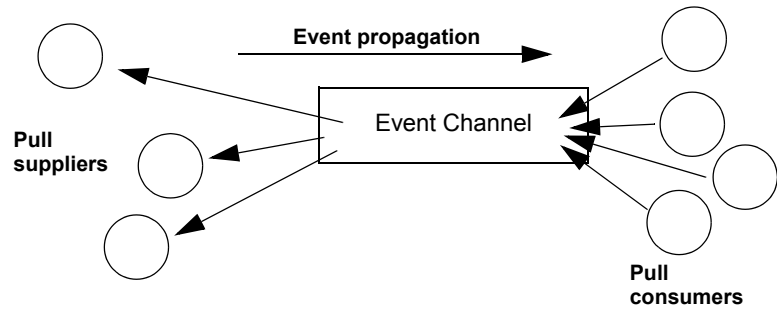 Event propagation
Event Channel
Pull
suppliers
Pull
consumers